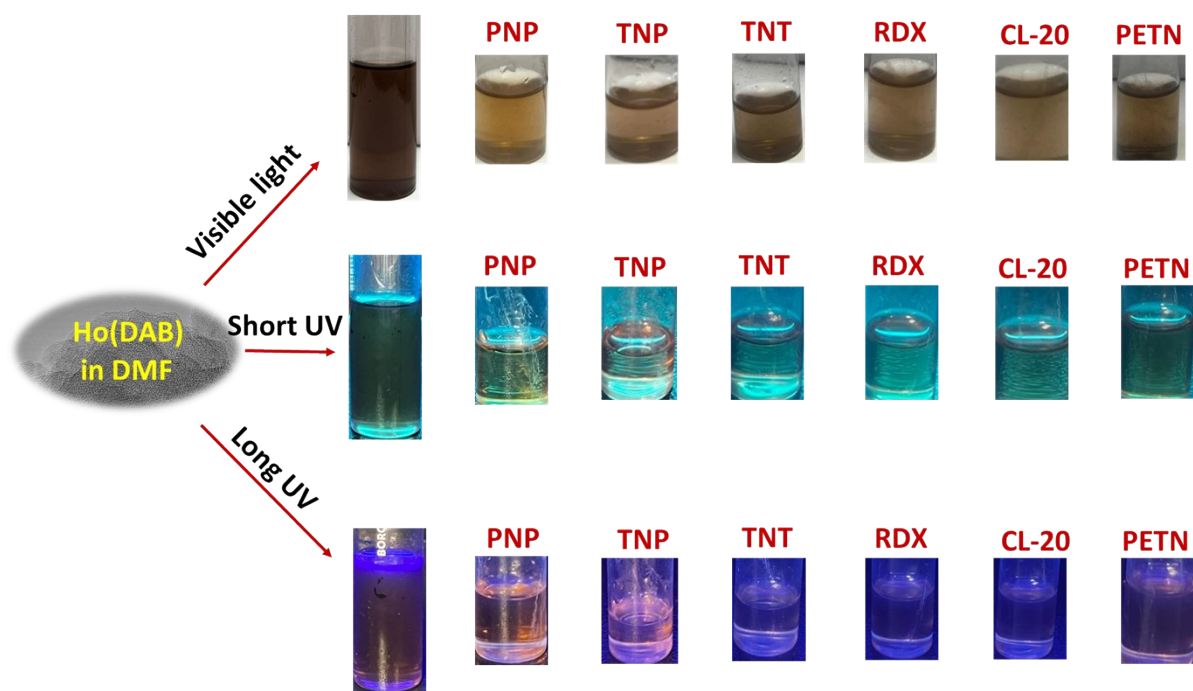 PNP TNP TNT RDX CL-20 PETN
Visible light
PNP TNP TNT RDX CL-20 PETN
Ho(DAB)
in DMF
Short UV
Long UV
PNP TNP TNT RDX CL-20 PETN